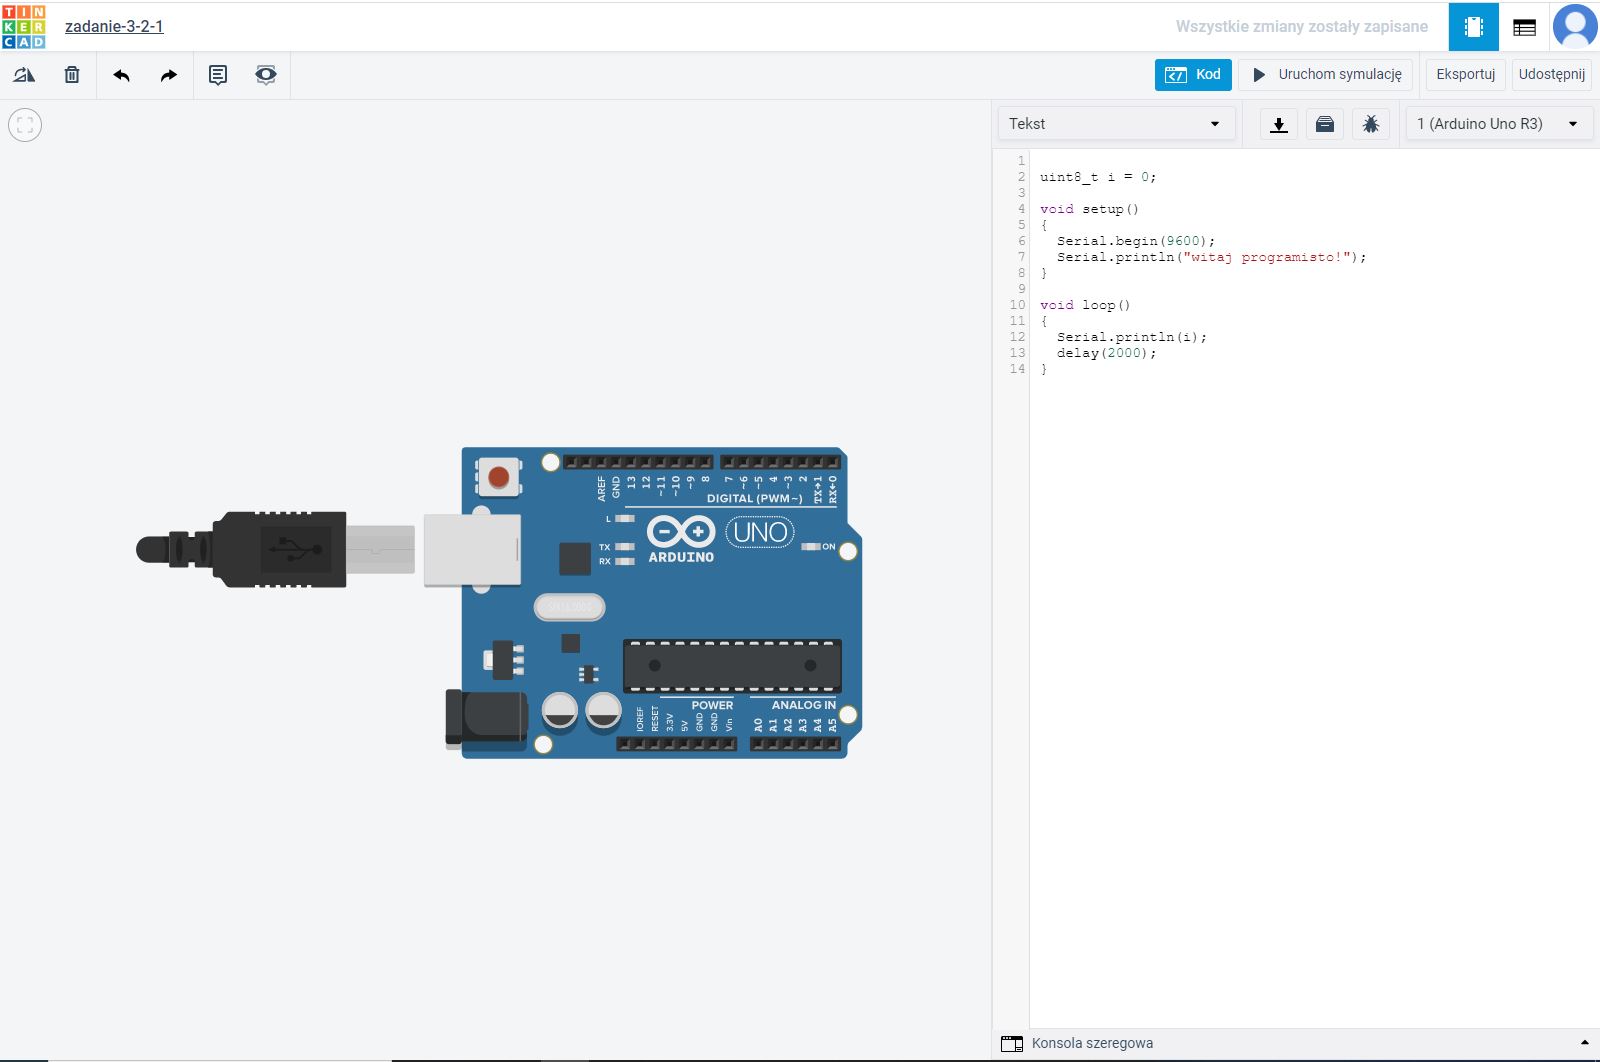 TIN
KER
CAD
zadanie-3-2-1
Wszystkie zmiany zostały zapisane
Kod
Uruchom symulację
Eksportuj
Udostępnij
Tekst
1 (Arduino Uno R3)
1
2 uint8_t i = 0;
3
4 void setup()
5 {
6 Serial.begin(9600);
7 Serial.println("witaj programisto!");
8 }
9
10 void loop()
11 {
12 Serial.println(i);
13 delay(2000);
14 }
AREF GND 13 12 ~11 ~10 ~9 8 7 ~6 ~5 4 ~3 2 TX→1 RX←0
DIGITAL (PWM~)
L
TX
RX
ARDUINO
UNO
ON
POWER
ANALOG IN
IOREF RESET 3.3V 5V GND GND Vin A0 A1 A2 A3 A4 A5
Konsola szeregowa